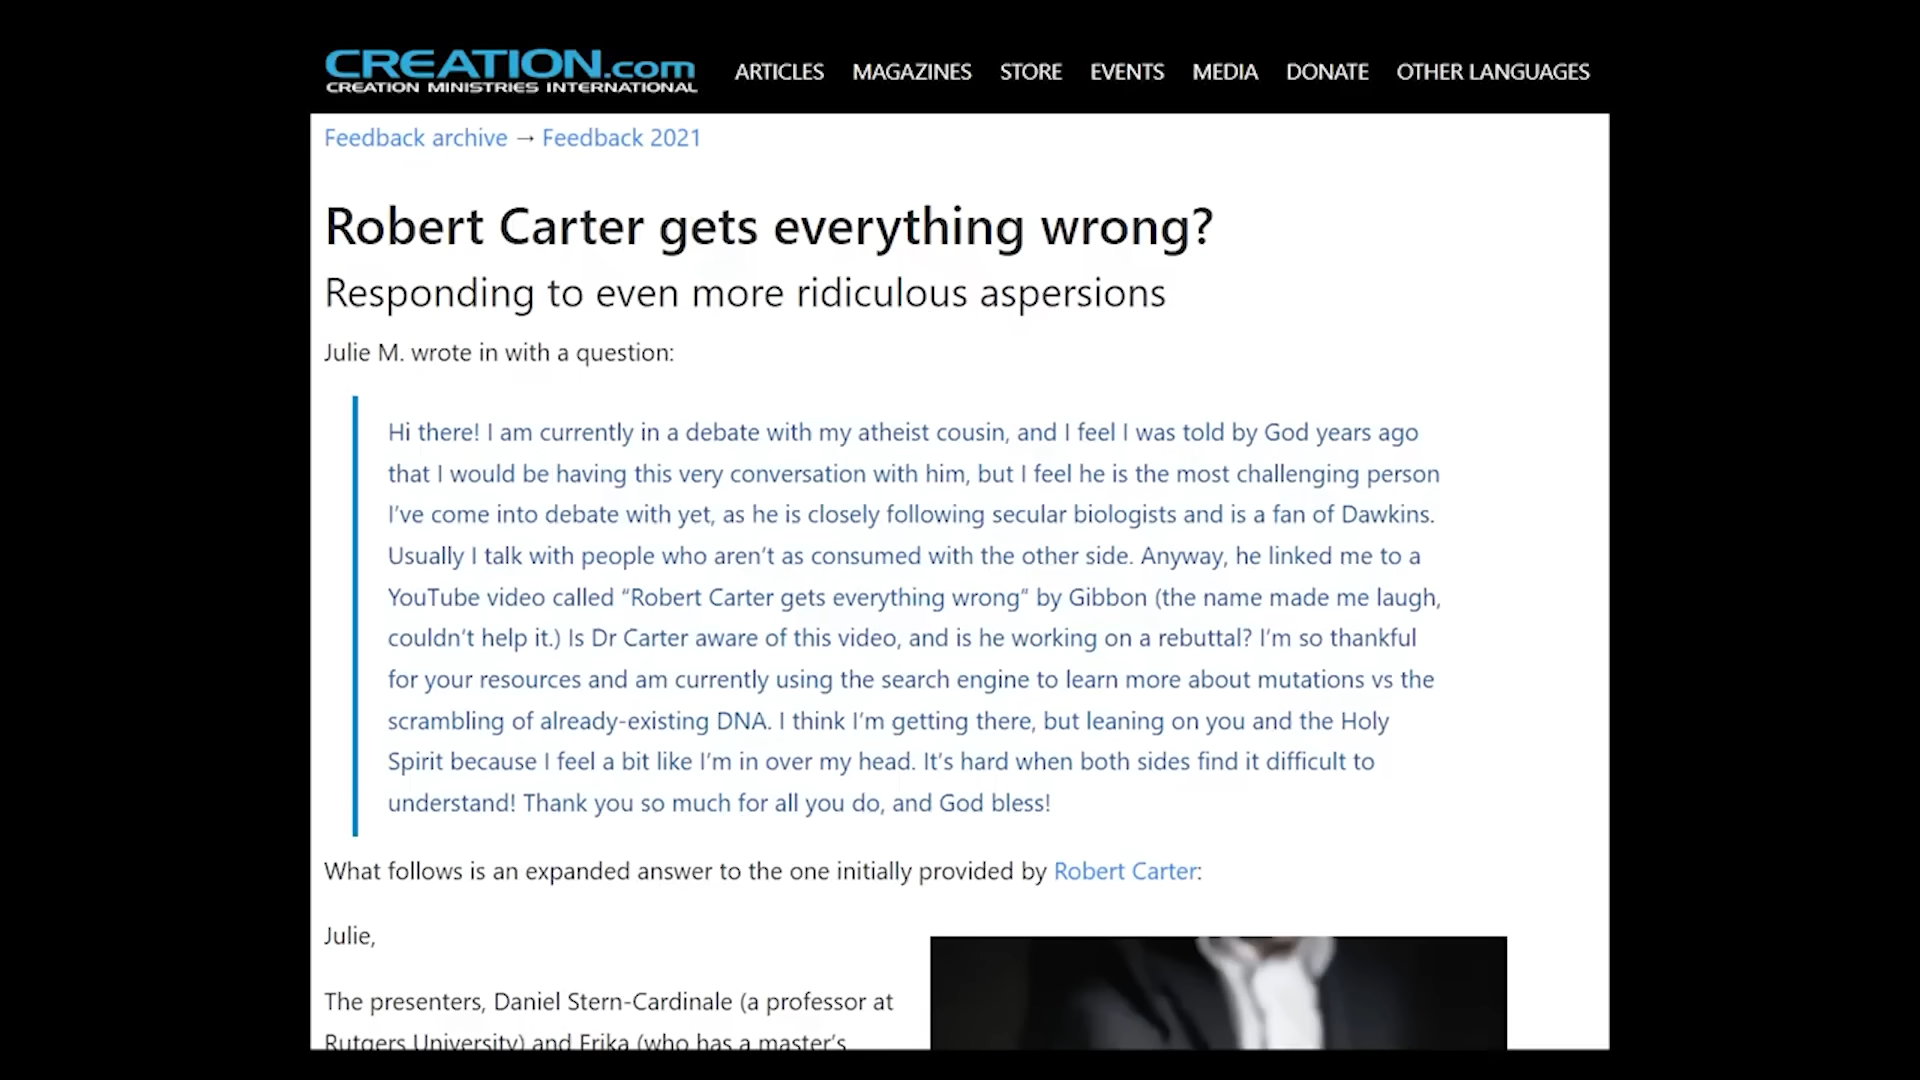 CREATION.com
CREATION MINISTRIES INTERNATIONAL
ARTICLES MAGAZINES STORE EVENTS MEDIA DONATE OTHER LANGUAGES
Feedback archive → Feedback 2021
Robert Carter gets everything wrong?
Responding to even more ridiculous aspersions
Julie M. wrote in with a question:
Hi there! I am currently in a debate with my atheist cousin, and I feel I was told by God years ago
that I would be having this very conversation with him, but I feel he is the most challenging person
I’ve come into debate with yet, as he is closely following secular biologists and is a fan of Dawkins.
Usually I talk with people who aren’t as consumed with the other side. Anyway, he linked me to a
YouTube video called “Robert Carter gets everything wrong” by Gibbon (the name made me laugh,
couldn’t help it.) Is Dr Carter aware of this video, and is he working on a rebuttal? I’m so thankful
for your resources and am currently using the search engine to learn more about mutations vs the
scrambling of already-existing DNA. I think I’m getting there, but leaning on you and the Holy
Spirit because I feel a bit like I’m in over my head. It’s hard when both sides find it difficult to
understand! Thank you so much for all you do, and God bless!
What follows is an expanded answer to the one initially provided by Robert Carter:
Julie,
The presenters, Daniel Stern-Cardinale (a professor at
Rutgers University) and Erika (who has a master’s